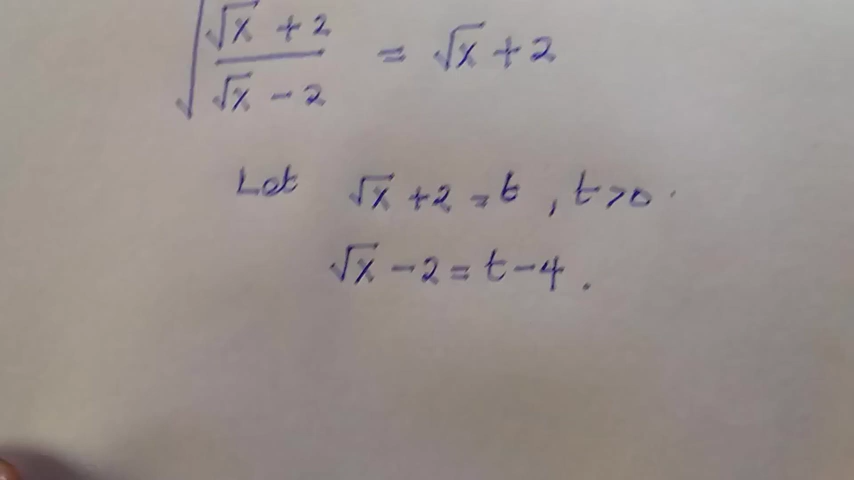 √((√x + 2)/(√x - 2)) = √x + 2
Let √x + 2 = t , t > 0 .
√x - 2 = t - 4 .